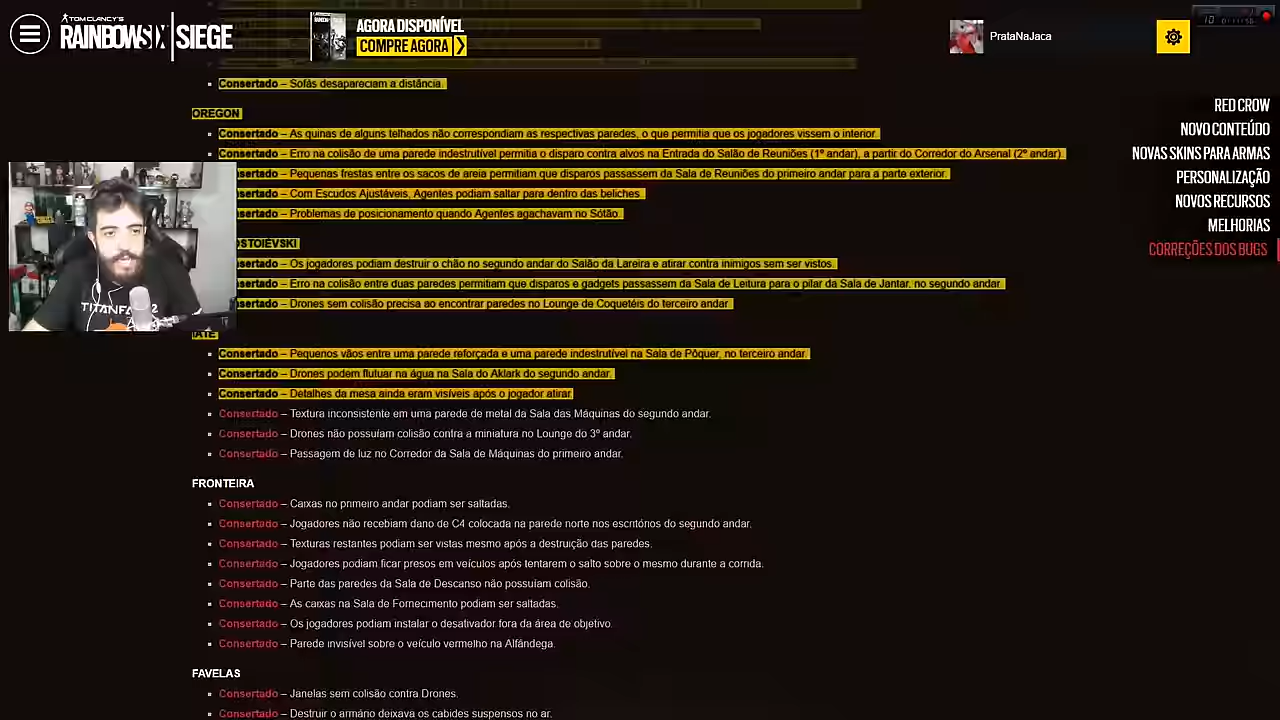 TOM CLANCY'S
RAINBOWSIX | SIEGE
AGORA DISPONÍVEL
COMPRE AGORA
PrataNaJaca
RED CROW
NOVO CONTEÚDO
NOVAS SKINS PARA ARMAS
PERSONALIZAÇÃO
NOVOS RECURSOS
MELHORIAS
CORREÇÕES DOS BUGS
Consertado – Sofás desapareciam a distância.
OREGON
Consertado – As quinas de alguns telhados não correspondiam as respectivas paredes, o que permitia que os jogadores vissem o interior.
Consertado – Erro na colisão de uma parede indestrutível permitia o disparo contra alvos na Entrada do Salão de Reuniões (1º andar), a partir do Corredor do Arsenal (2º andar).
sertado – Pequenas frestas entre os sacos de areia permitiam que disparos passassem da Sala de Reuniões do primeiro andar para a parte exterior.
sertado – Com Escudos Ajustáveis, Agentes podiam saltar para dentro das beliches.
sertado – Problemas de posicionamento quando Agentes agachavam no Sótão.
OSTOIÉVSKI
sertado – Os jogadores podiam destruir o chão no segundo andar do Salão da Lareira e atirar contra inimigos sem ser vistos.
sertado – Erro na colisão entre duas paredes permitiam que disparos e gadgets passassem da Sala de Leitura para o pilar da Sala de Jantar, no segundo andar.
sertado – Drones sem colisão precisa ao encontrar paredes no Lounge de Coquetéis do terceiro andar.
IATE
Consertado – Pequenos vãos entre uma parede reforçada e uma parede indestrutível na Sala de Pôquer, no terceiro andar.
Consertado – Drones podem flutuar na água na Sala do Aklark do segundo andar.
Consertado – Detalhes da mesa ainda eram visíveis após o jogador atirar.
Consertado – Textura inconsistente em uma parede de metal da Sala das Máquinas do segundo andar.
Consertado – Drones não possuíam colisão contra a miniatura no Lounge do 3º andar.
Consertado – Passagem de luz no Corredor da Sala de Máquinas do primeiro andar.
FRONTEIRA
Consertado – Caixas no primeiro andar podiam ser saltadas.
Consertado – Jogadores não recebiam dano de C4 colocada na parede norte nos escritórios do segundo andar.
Consertado – Texturas restantes podiam ser vistas mesmo após a destruição das paredes.
Consertado – Jogadores podiam ficar presos em veículos após tentarem o salto sobre o mesmo durante a corrida.
Consertado – Parte das paredes da Sala de Descanso não possuíam colisão.
Consertado – As caixas na Sala de Fornecimento podiam ser saltadas.
Consertado – Os jogadores podiam instalar o desativador fora da área de objetivo.
Consertado – Parede invisível sobre o veículo vermelho na Alfândega.
FAVELAS
Consertado – Janelas sem colisão contra Drones.
Consertado – Destruir o armário deixava os cabides suspensos no ar.